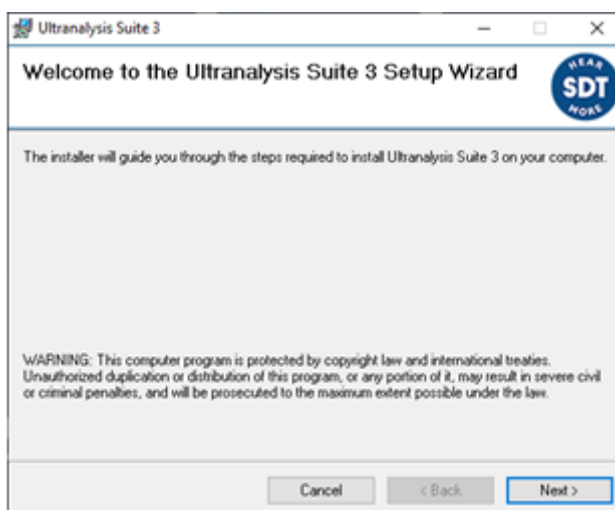 Ultranalysis Suite 3
Welcome to the Ultranalysis Suite 3 Setup Wizard
HEAR
SDT
MORE
The installer will guide you through the steps required to install Ultranalysis Suite 3 on your computer.
WARNING: This computer program is protected by copyright law and international treaties.
Unauthorized duplication or distribution of this program, or any portion of it, may result in severe civil
or criminal penalties, and will be prosecuted to the maximum extent possible under the law.
Cancel < Back Next >